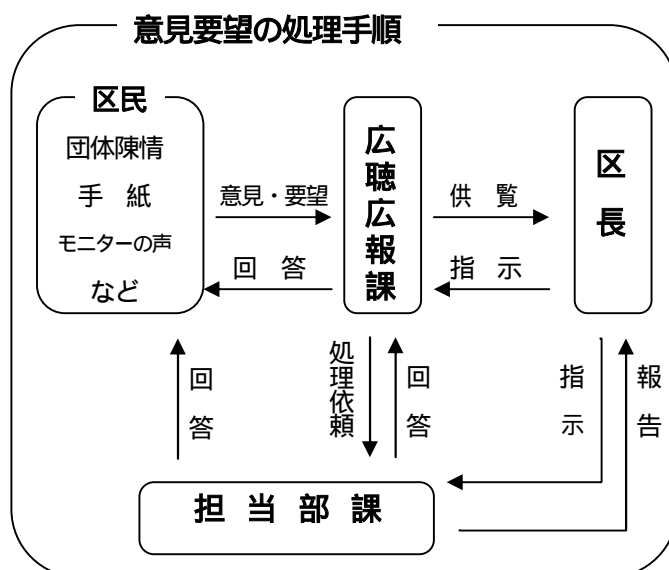 意見要望の処理手順
区民
団体陳情
手 紙
モニターの声
など
意見・要望
回 答
広聴広報課
供 覧
指 示
区長
回答
処理依頼
回答
指示
報告
担 当 部 課